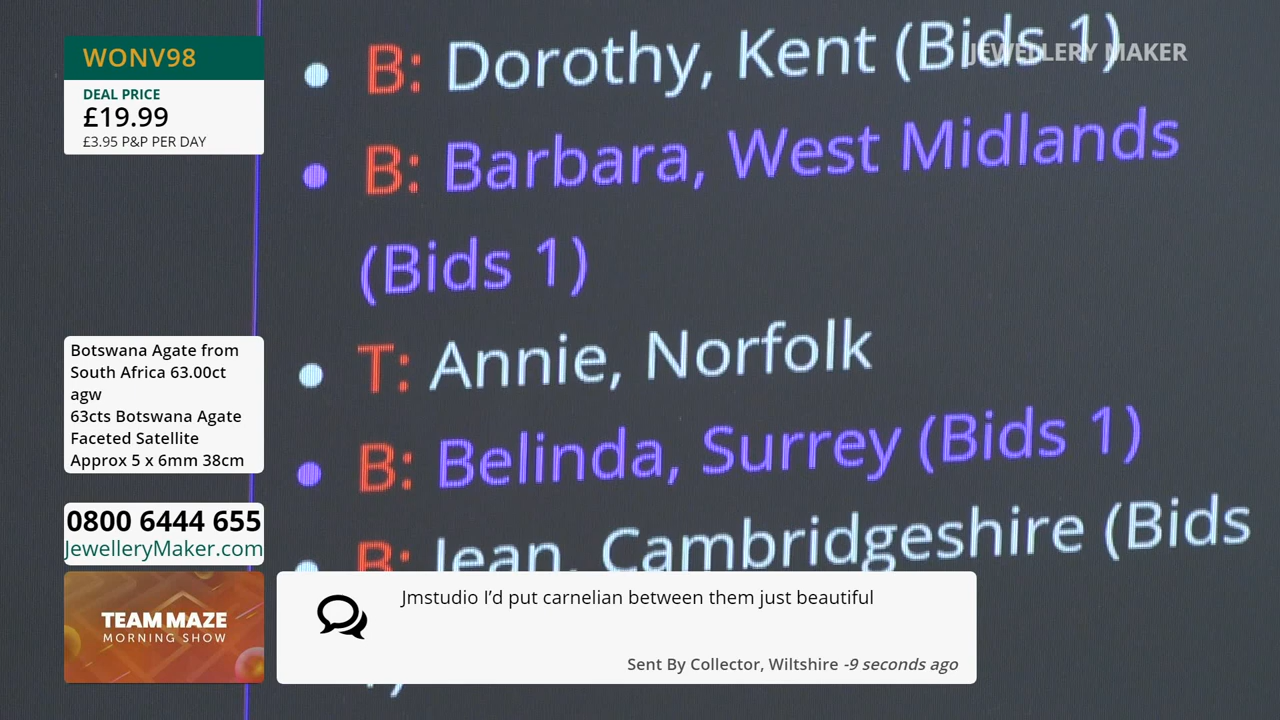 WONV98
DEAL PRICE
£19.99
£3.95 P&P PER DAY
JEWELLERY MAKER
B: Dorothy, Kent (Bids 1)
B: Barbara, West Midlands
(Bids 1)
T: Annie, Norfolk
B: Belinda, Surrey (Bids 1)
B: Jean, Cambridgeshire (Bids
1)
Botswana Agate from
South Africa 63.00ct
agw
63cts Botswana Agate
Faceted Satellite
Approx 5 x 6mm 38cm
0800 6444 655
JewelleryMaker.com
TEAM MAZE
MORNING SHOW
Jmstudio I’d put carnelian between them just beautiful
Sent By Collector, Wiltshire -9 seconds ago